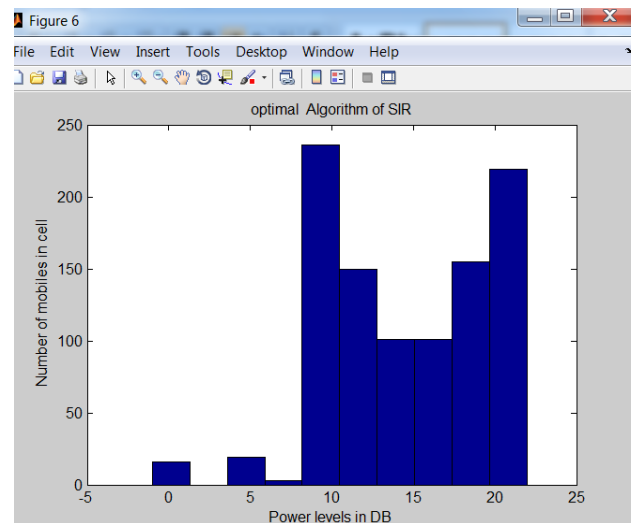 Figure 6
File Edit View Insert Tools Desktop Window Help
optimal Algorithm of SIR
250
200
150
100
50
0
Number of mobiles in cell
-5 0 5 10 15 20 25
Power levels in DB